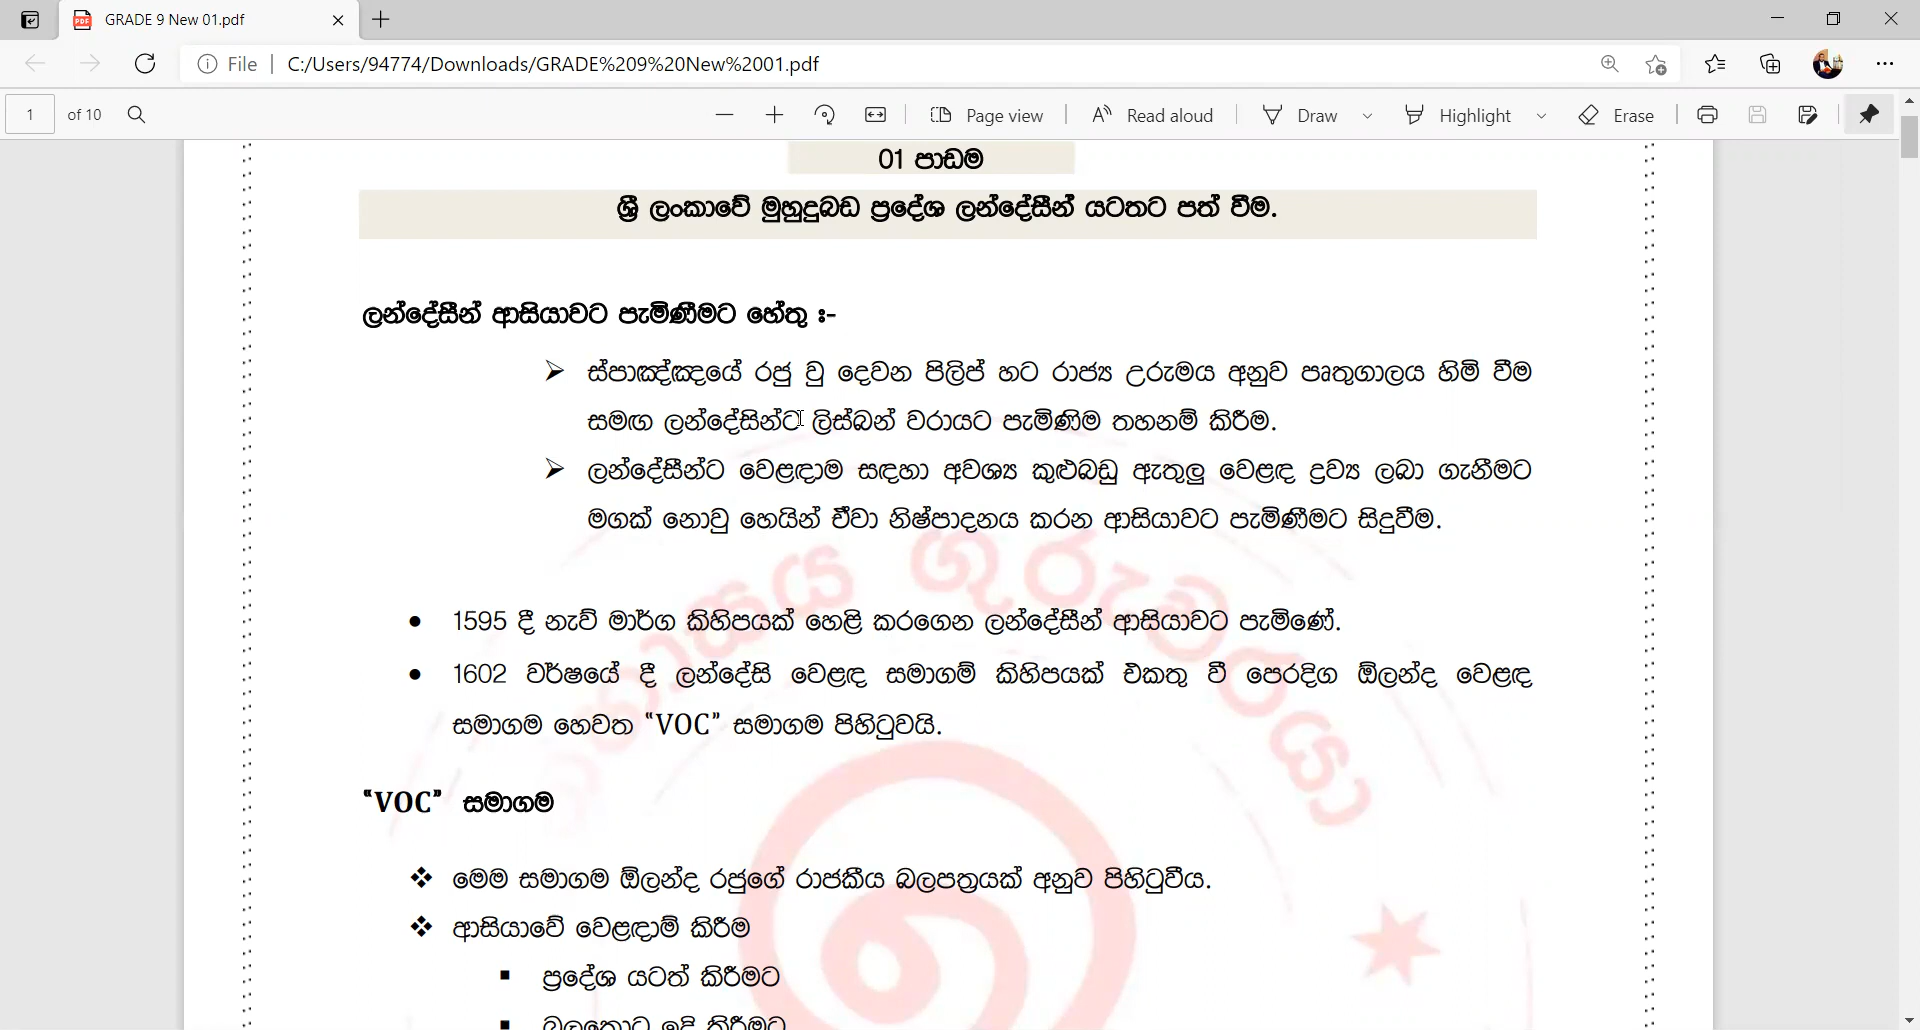 GRADE 9 New 01.pdf
File | C:/Users/94774/Downloads/GRADE%209%20New%2001.pdf
1 of 10 Page view Read aloud Draw Highlight Erase
01 පාඩම
ශ්‍රී ලංකාවේ මුහුදුබඩ ප්‍රදේශ ලන්දේසීන් යටතට පත් වීම.
ලන්දේසීන් ආසියාවට පැමිණීමට හේතු ඃ-
➢ ස්පාඤ්ඤයේ රජු වු දෙවන පිලිප් හට රාජ්‍ය උරුමය අනුව පෘතුගාලය හිමි වීම
සමඟ ලන්දේසින්ට ලිස්බන් වරායට පැමිණිම තහනම් කිරීම.
➢ ලන්දේසීන්ට වෙළඳාම සඳහා අවශ්‍ය කුළුබඩු ඇතුලු වෙළඳ ද්‍රව්‍ය ලබා ගැනීමට
මගක් නොවු හෙයින් ඒවා නිෂ්පාදනය කරන ආසියාවට පැමිණීමට සිදුවීම.
• 1595 දී නැව් මාර්ග කිහිපයක් හෙළි කරගෙන ලන්දේසීන් ආසියාවට පැමිණේ.
• 1602 වර්ෂයේ දී ලන්දේසි වෙළඳ සමාගම් කිහිපයක් එකතු වී පෙරදිග ඕලන්ද වෙළඳ
සමාගම හෙවත “VOC” සමාගම පිහිටුවයි.
“VOC” සමාගම
❖ මෙම සමාගම ඕලන්ද රජුගේ රාජකීය බලපත්‍රයක් අනුව පිහිටුවීය.
❖ ආසියාවේ වෙළඳාම් කිරීම
▪ ප්‍රදේශ යටත් කිරීමට
▪ බලකොටු ඉදි කිරීමට